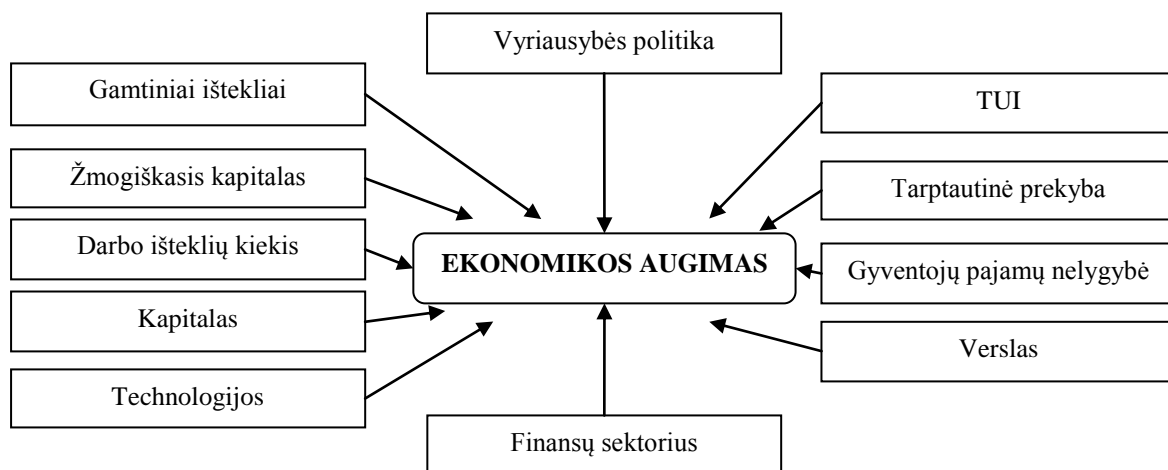 Vyriausybės politika
Gamtiniai ištekliai
TUI
Žmogiškasis kapitalas
Tarptautinė prekyba
Darbo išteklių kiekis
EKONOMIKOS AUGIMAS
Gyventojų pajamų nelygybė
Kapitalas
Verslas
Technologijos
Finansų sektorius